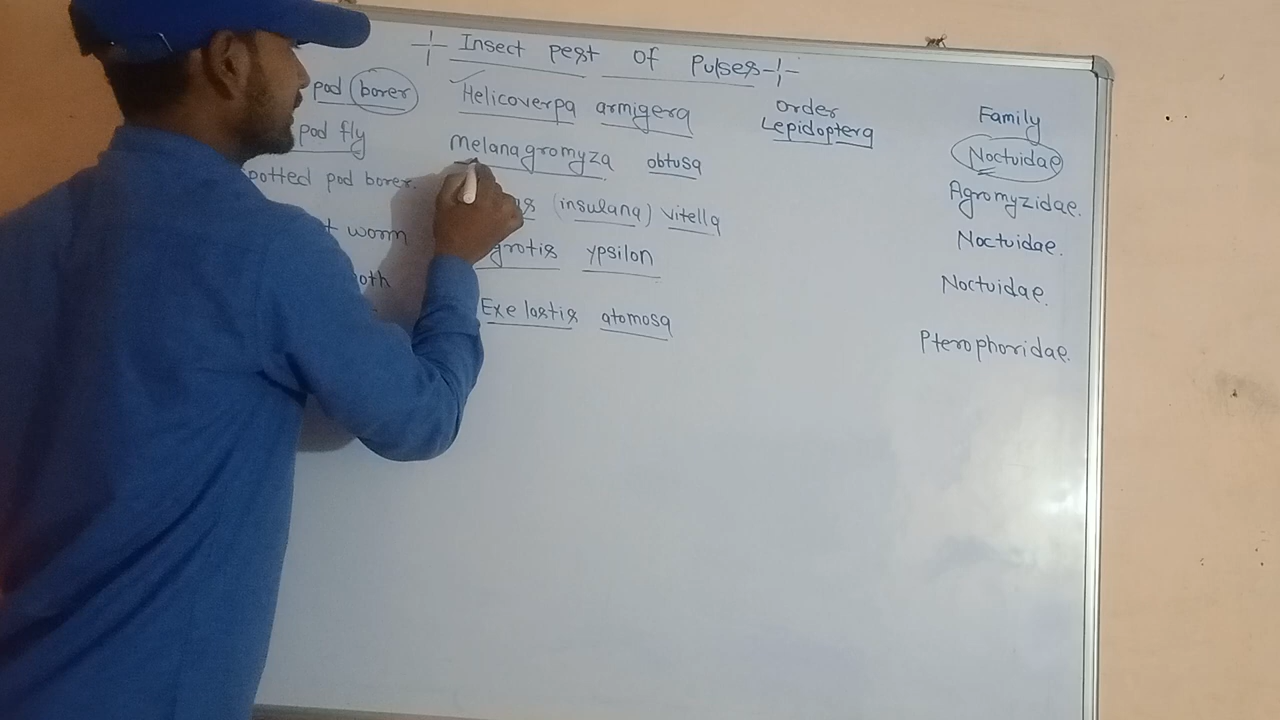 Insect pest of Pulses
pod borer Helicoverpa armigera order Lepidoptera Family Noctuidae
pod fly Melanagromyza obtusa Agromyzidae.
potted pod borer. (insulana) vitella Noctuidae.
worm grotis ypsilon Noctuidae.
oth Exelastis atomosa Pterophoridae.